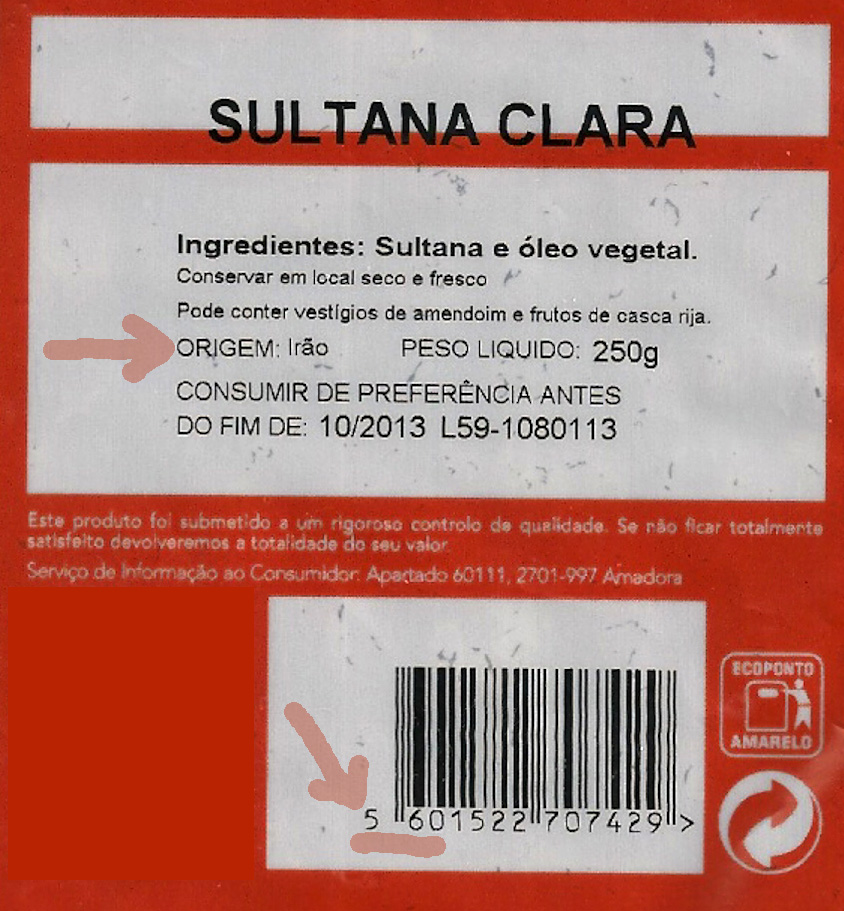 SULTANA CLARA
Ingredientes: Sultana e óleo vegetal.
Conservar em local seco e fresco
Pode conter vestígios de amendoim e frutos de casca rija.
ORIGEM: Irão PESO LIQUIDO: 250g
CONSUMIR DE PREFERÊNCIA ANTES
DO FIM DE: 10/2013 L59-1080113
Este produto foi submetido a um rigoroso controlo de qualidade. Se não ficar totalmente
satisfeito devolveremos a totalidade do seu valor.
Serviço de Informação ao Consumidor: Apartado 60111, 2701-997 Amadora
ECOPONTO
AMARELO
5 601522 707429 >